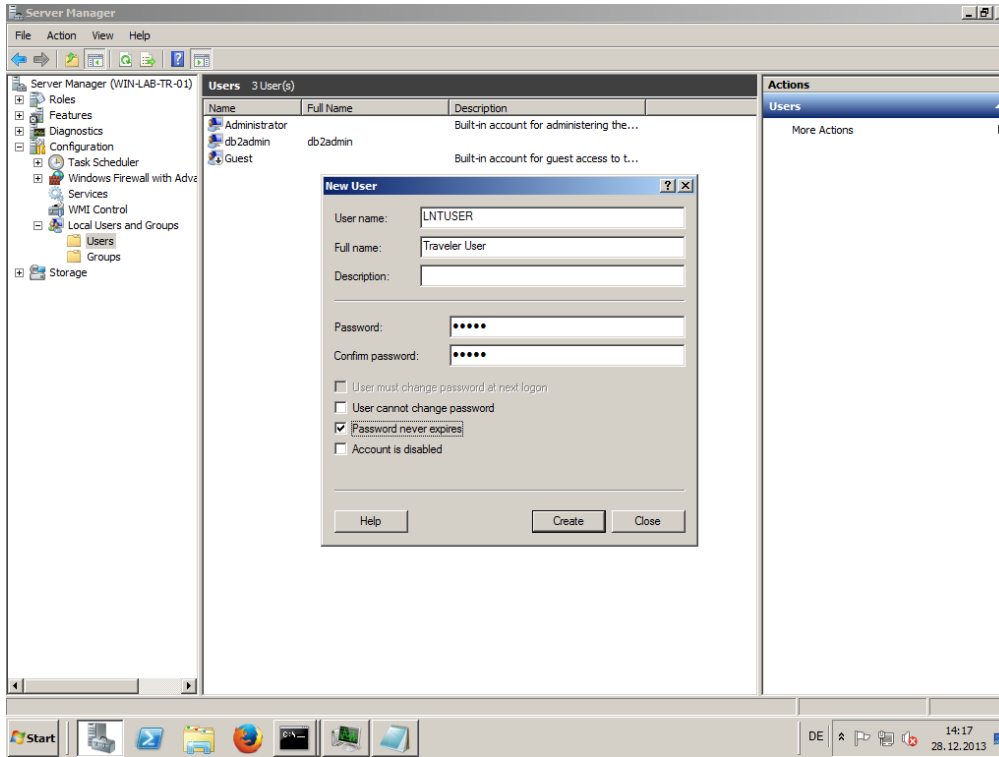 Server Manager
File Action View Help
Server Manager (WIN-LAB-TR-01)
Roles
Features
Diagnostics
Configuration
Task Scheduler
Windows Firewall with Adva
Services
WMI Control
Local Users and Groups
Users
Groups
Storage
Users 3 User(s)
Name Full Name Description
Administrator Built-in account for administering the...
db2admin db2admin
Guest Built-in account for guest access to t...
Actions
Users
More Actions
New User
User name: LNTUSER
Full name: Traveler User
Description:
Password: •••••
Confirm password: •••••
User must change password at next logon
User cannot change password
Password never expires
Account is disabled
Help Create Close
Start
DE
14:17
28.12.2013